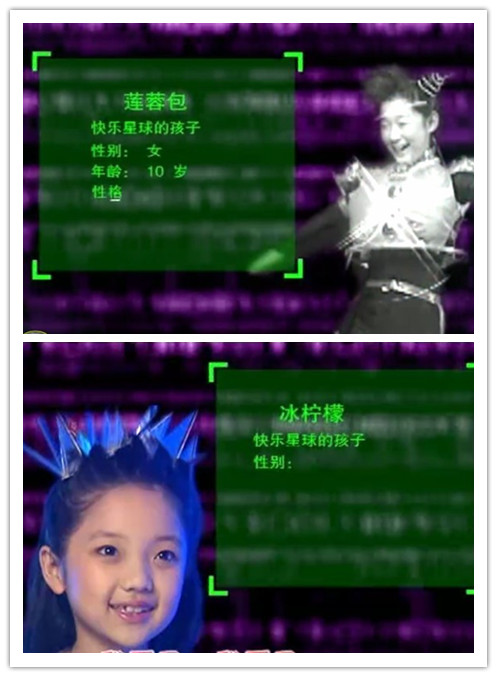 莲蓉包
快乐星球的孩子
性别： 女
年龄： 10 岁
性格
冰柠檬
快乐星球的孩子
性别：